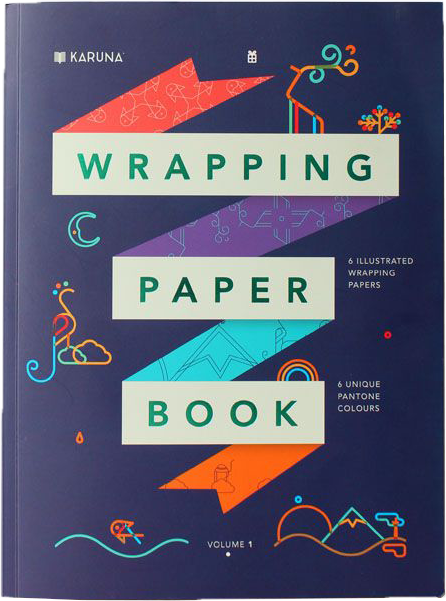 KARUNA
WRAPPING
PAPER
6 ILLUSTRATED
WRAPPING
PAPERS
BOOK
6 UNIQUE
PANTONE
COLOURS
VOLUME 1